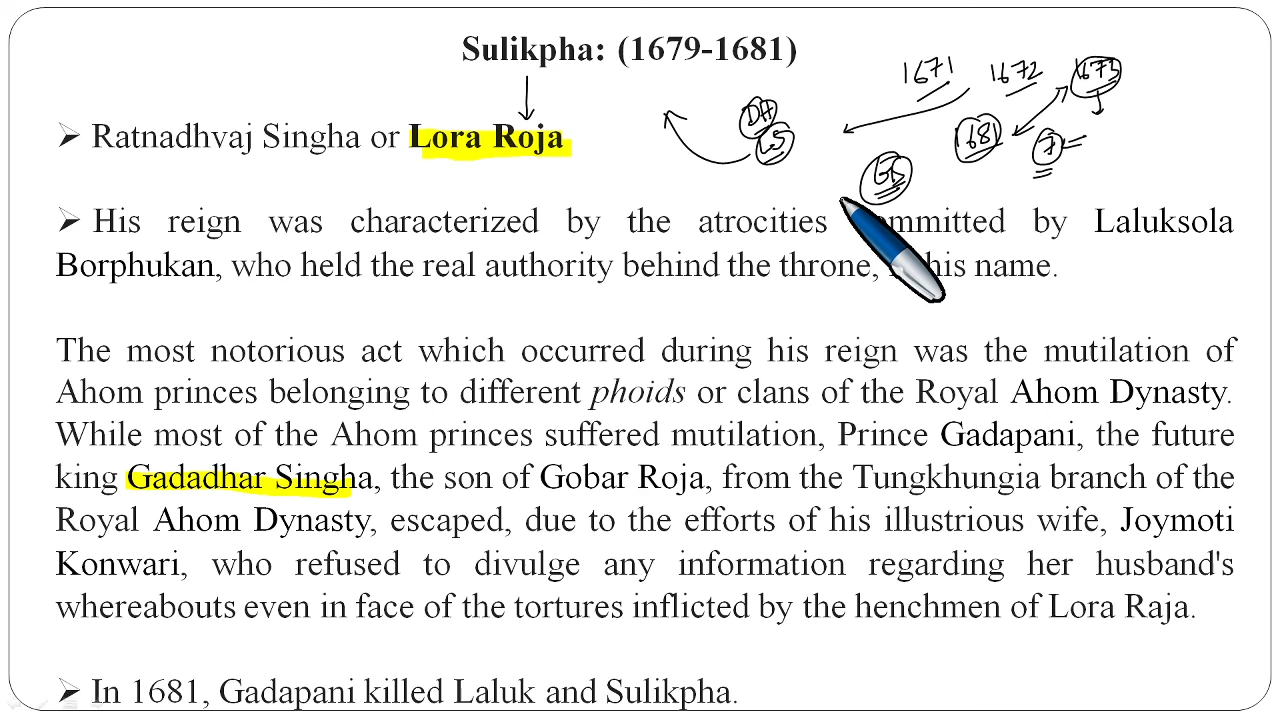 Sulikpha: (1679-1681)
1671 1672 1673
➢ Ratnadhvaj Singha or Lora Roja
DH
LS
1681
7
GS
➢ His reign was characterized by the atrocities committed by Laluksola
Borphukan, who held the real authority behind the throne, his name.
The most notorious act which occurred during his reign was the mutilation of
Ahom princes belonging to different phoids or clans of the Royal Ahom Dynasty.
While most of the Ahom princes suffered mutilation, Prince Gadapani, the future
king Gadadhar Singha, the son of Gobar Roja, from the Tungkhungia branch of the
Royal Ahom Dynasty, escaped, due to the efforts of his illustrious wife, Joymoti
Konwari, who refused to divulge any information regarding her husband's
whereabouts even in face of the tortures inflicted by the henchmen of Lora Raja.
➢ In 1681, Gadapani killed Laluk and Sulikpha.